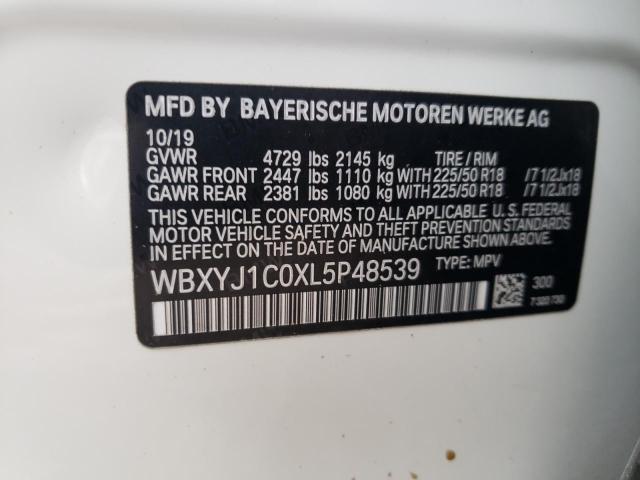 MFD BY BAYERISCHE MOTOREN WERKE AG
10/19
GVWR 4729 lbs 2145 kg TIRE / RIM
GAWR FRONT 2447 lbs 1110 kg WITH 225/50 R18 /7 1/2Jx18
GAWR REAR 2381 lbs 1080 kg WITH 225/50 R18 /7 1/2Jx18
THIS VEHICLE CONFORMS TO ALL APPLICABLE U. S. FEDERAL
MOTOR VEHICLE SAFETY AND THEFT PREVENTION STANDARDS
IN EFFECT ON THE DATE OF MANUFACTURE SHOWN ABOVE.
WBXYJ1C0XL5P48539 TYPE: MPV
300